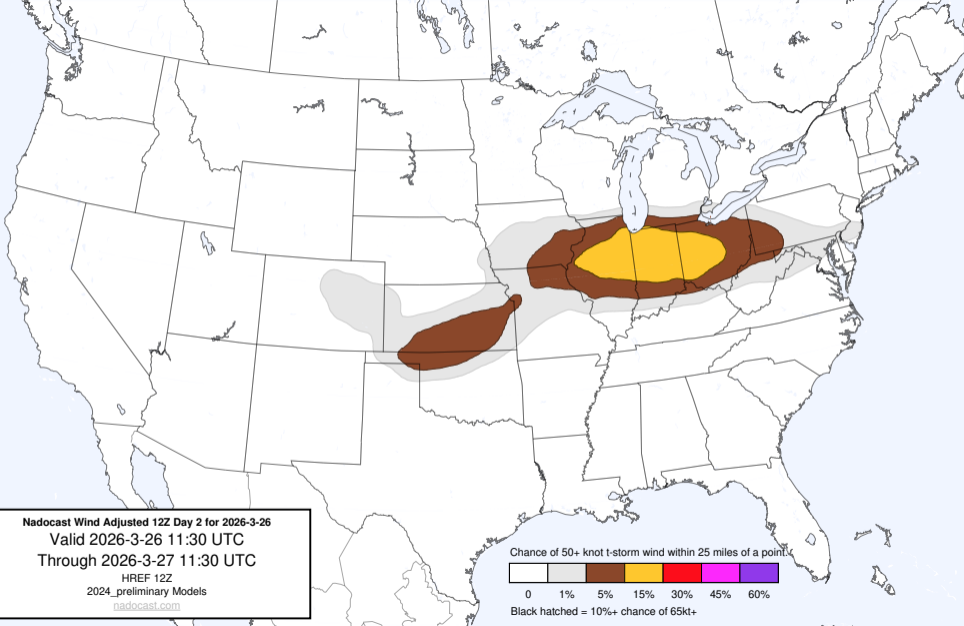 Nadocast Wind Adjusted 12Z Day 2 for 2026-3-26
Valid 2026-3-26 11:30 UTC
Through 2026-3-27 11:30 UTC
HREF 12Z
2024_preliminary Models
nadocast.com
Chance of 50+ knot t-storm wind within 25 miles of a point.
0 1% 5% 15% 30% 45% 60%
Black hatched = 10%+ chance of 65kt+